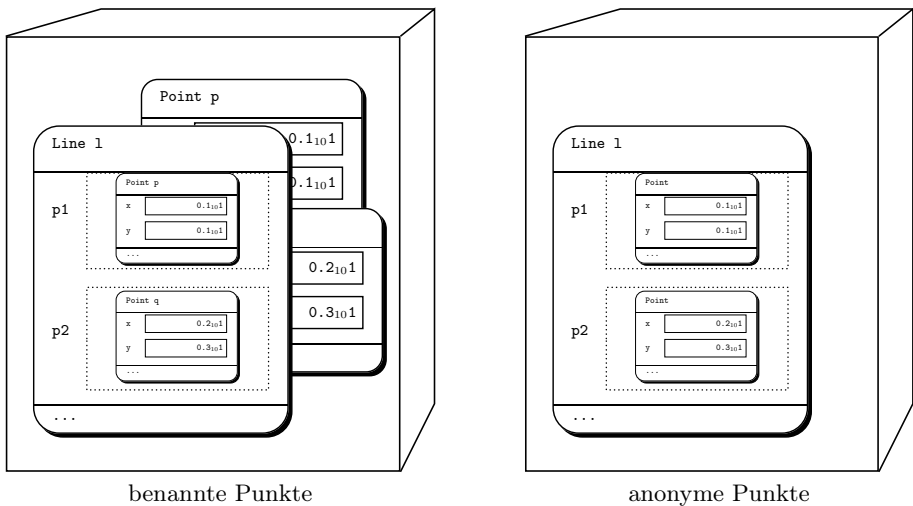 Point p
0.1₁₀1
0.1₁₀1
0.2₁₀1
0.3₁₀1
Line l
p1
Point p
x 0.1₁₀1
y 0.1₁₀1
...
p2
Point q
x 0.2₁₀1
y 0.3₁₀1
...
...
benannte Punkte
Line l
p1
Point
x 0.1₁₀1
y 0.1₁₀1
...
p2
Point
x 0.2₁₀1
y 0.3₁₀1
...
...
anonyme Punkte